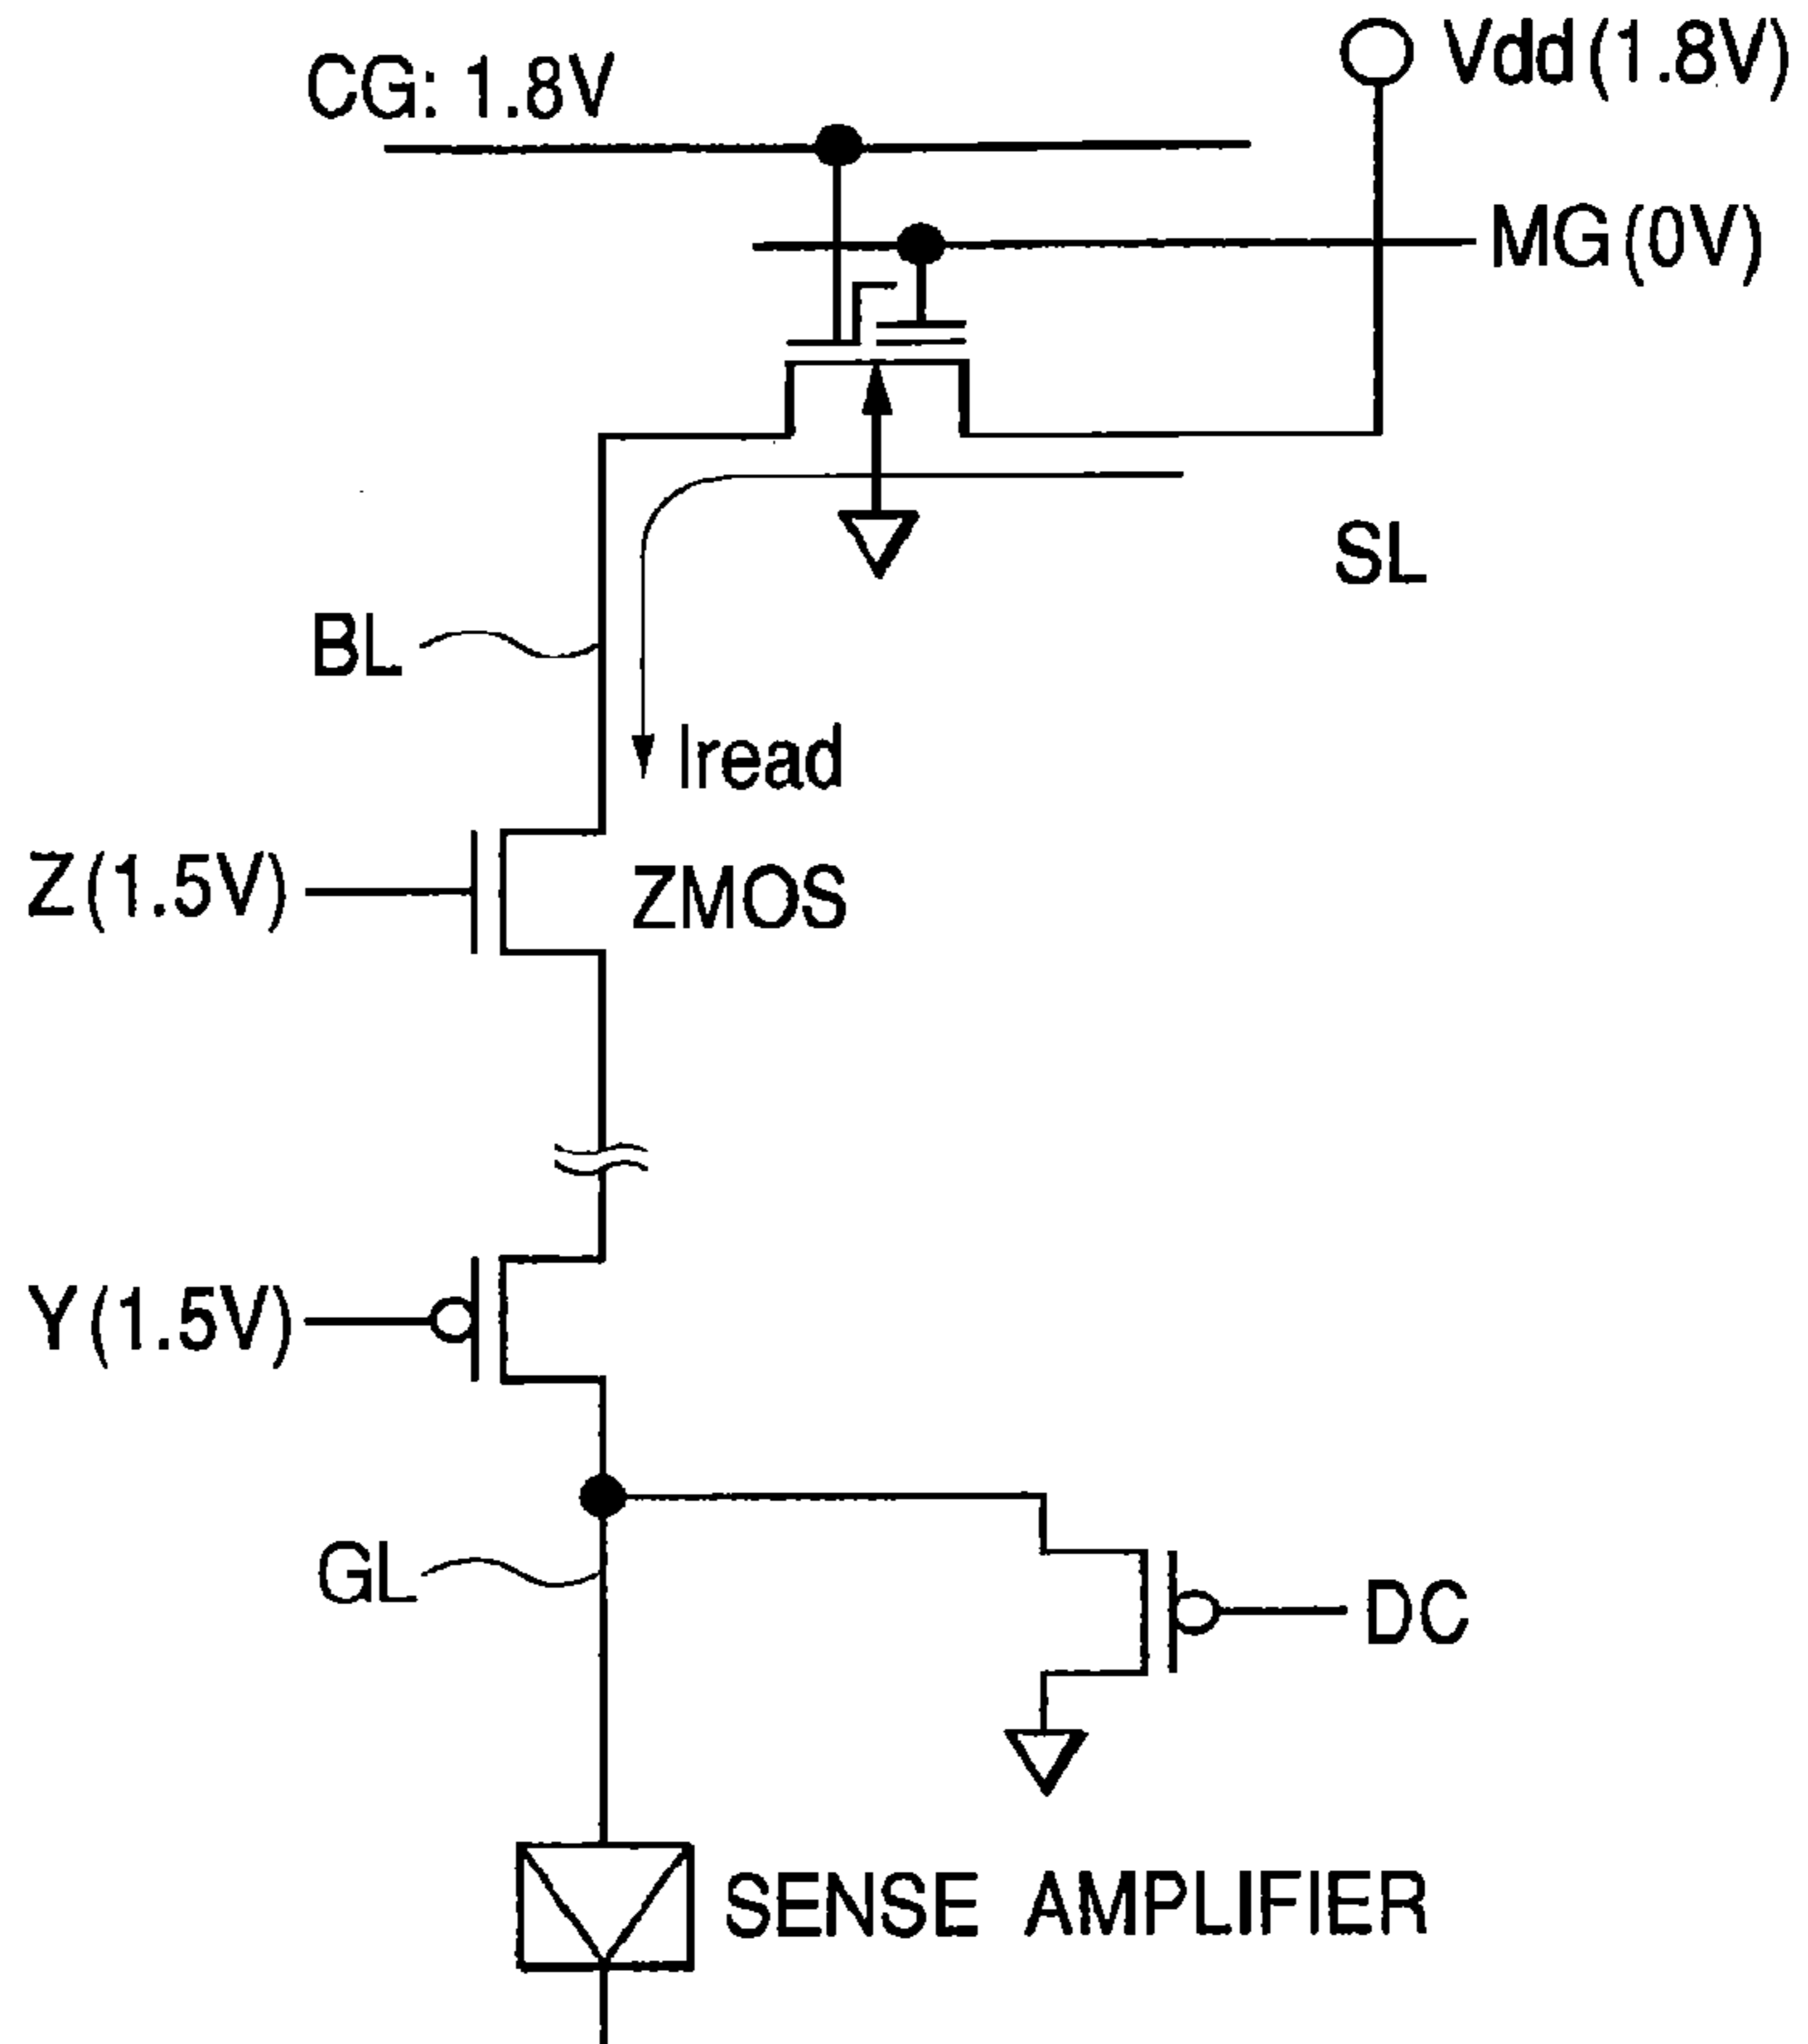 CG: 1.8V
Vdd(1.8V)
MG(0V)
SL
BL
Iread
Z(1.5V)
ZMOS
Y(1.5V)
GL
DC
SENSE AMPLIFIER